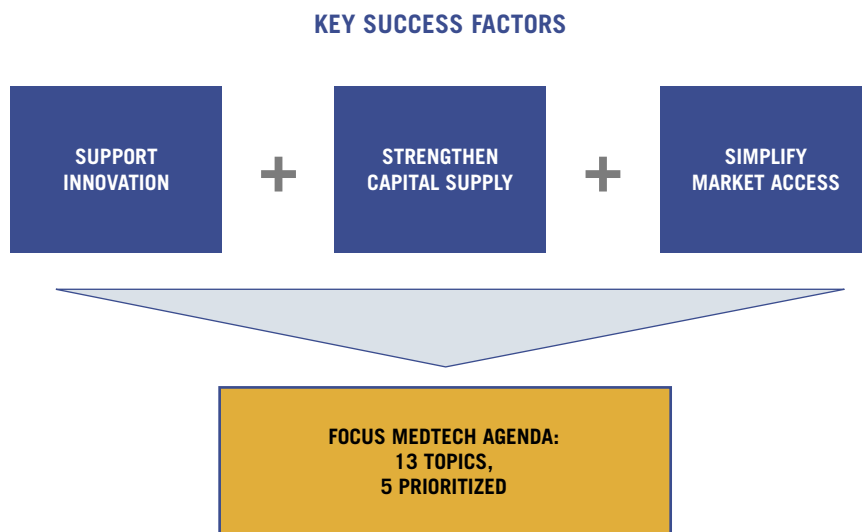 KEY SUCCESS FACTORS
SUPPORT
INNOVATION
+
STRENGTHEN
CAPITAL SUPPLY
+
SIMPLIFY
MARKET ACCESS
FOCUS MEDTECH AGENDA:
13 TOPICS,
5 PRIORITIZED